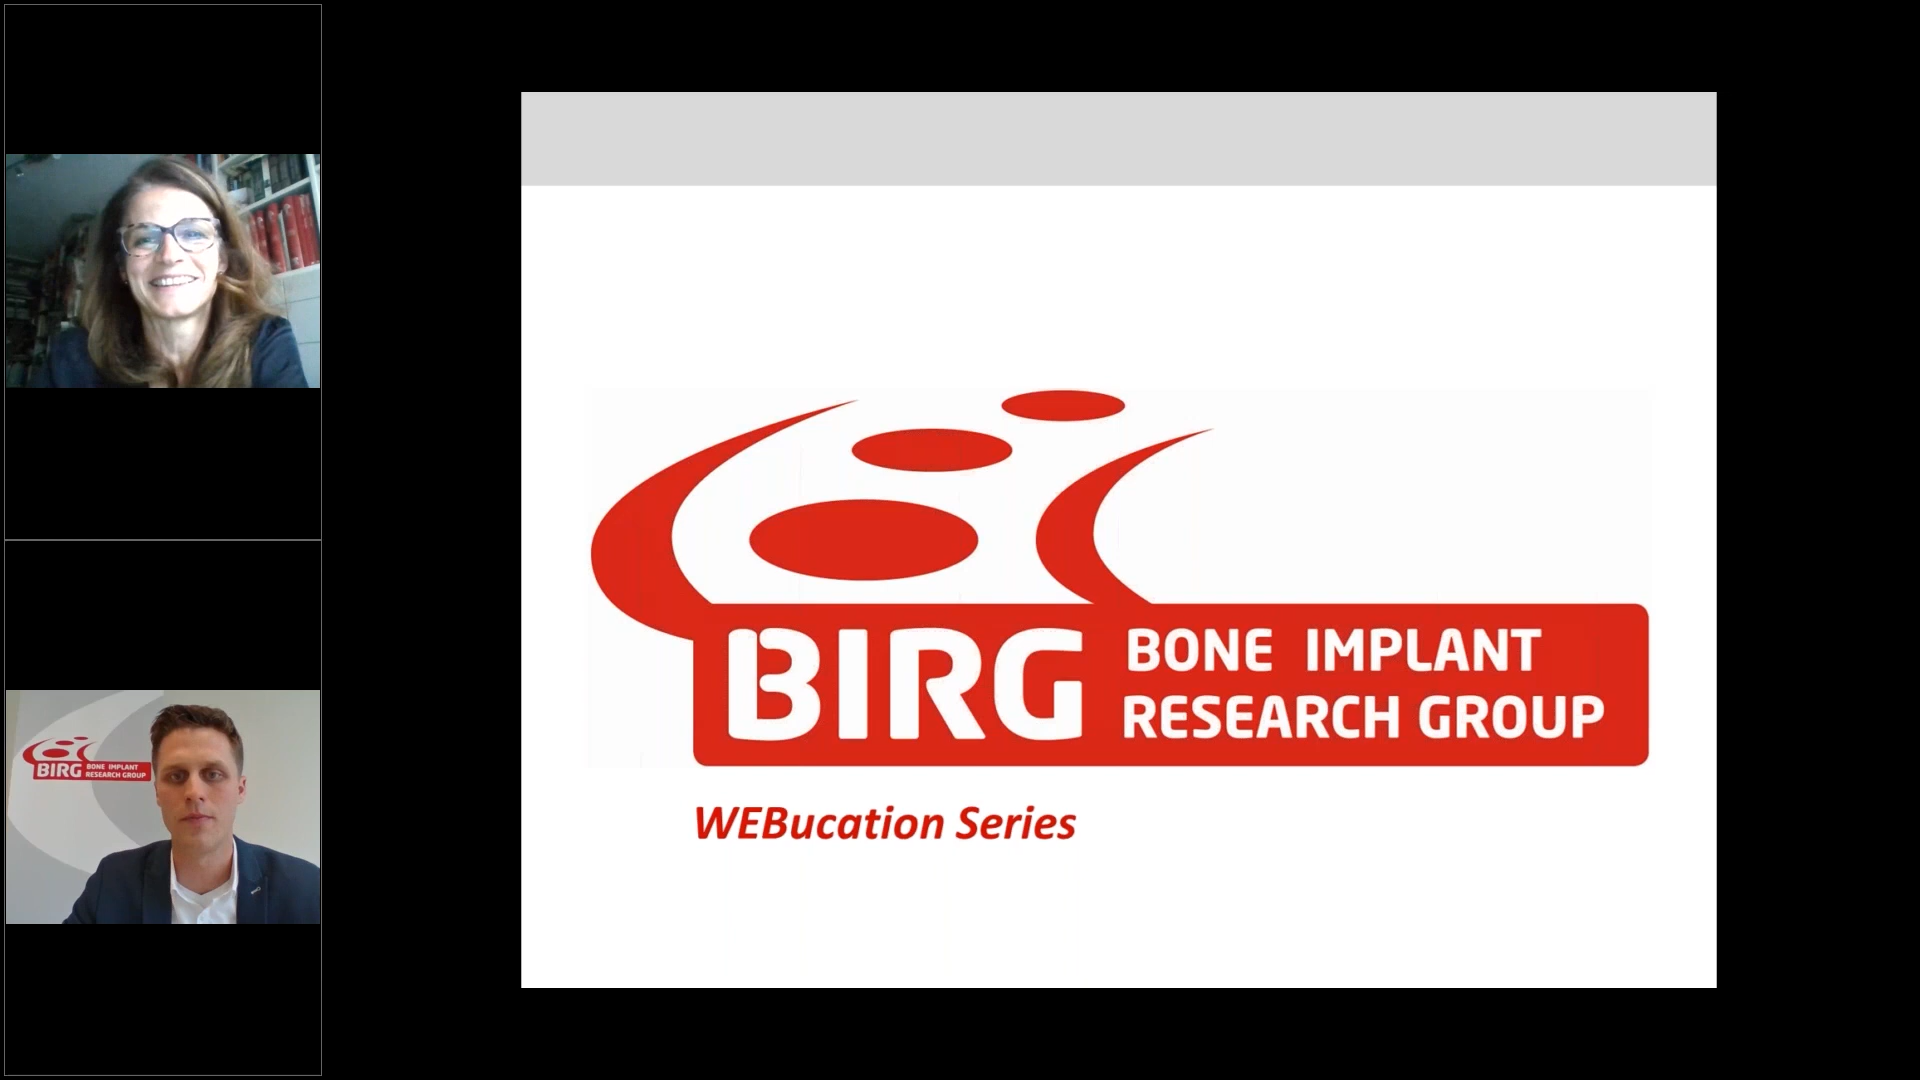 BIRG
BONE IMPLANT
RESEARCH GROUP
WEBucation Series
BIRG
BONE IMPLANT
RESEARCH GROUP